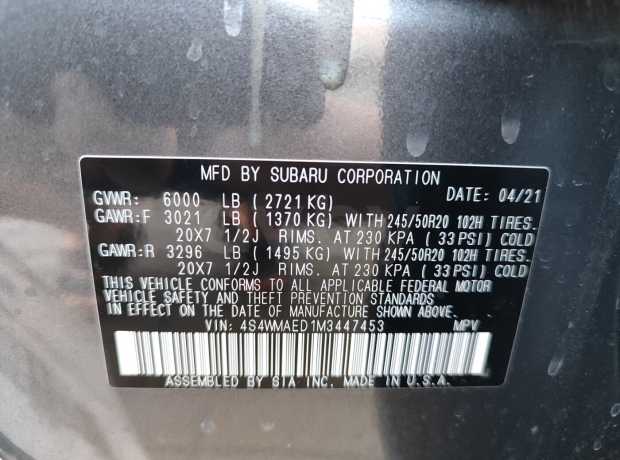 MFD BY SUBARU CORPORATION
GVWR: 6000 LB ( 2721 KG) DATE: 04/21
GAWR:F 3021 LB ( 1370 KG) WITH 245/50R20 102H TIRES.
20X7 1/2J RIMS. AT 230 KPA ( 33 PSI) COLD
GAWR:R 3296 LB ( 1495 KG) WITH 245/50R20 102H TIRES.
20X7 1/2J RIMS. AT 230 KPA ( 33 PSI) COLD
THIS VEHICLE CONFORMS TO ALL APPLICABLE FEDERAL MOTOR
VEHICLE SAFETY AND THEFT PREVENTION STANDARDS
IN EFFECT ON THE DATE OF MANUFACTURE SHOWN ABOVE.
VIN: 4S4WMAED1M3447453 MPV
ASSEMBLED BY SIA INC. MADE IN U.S.A.